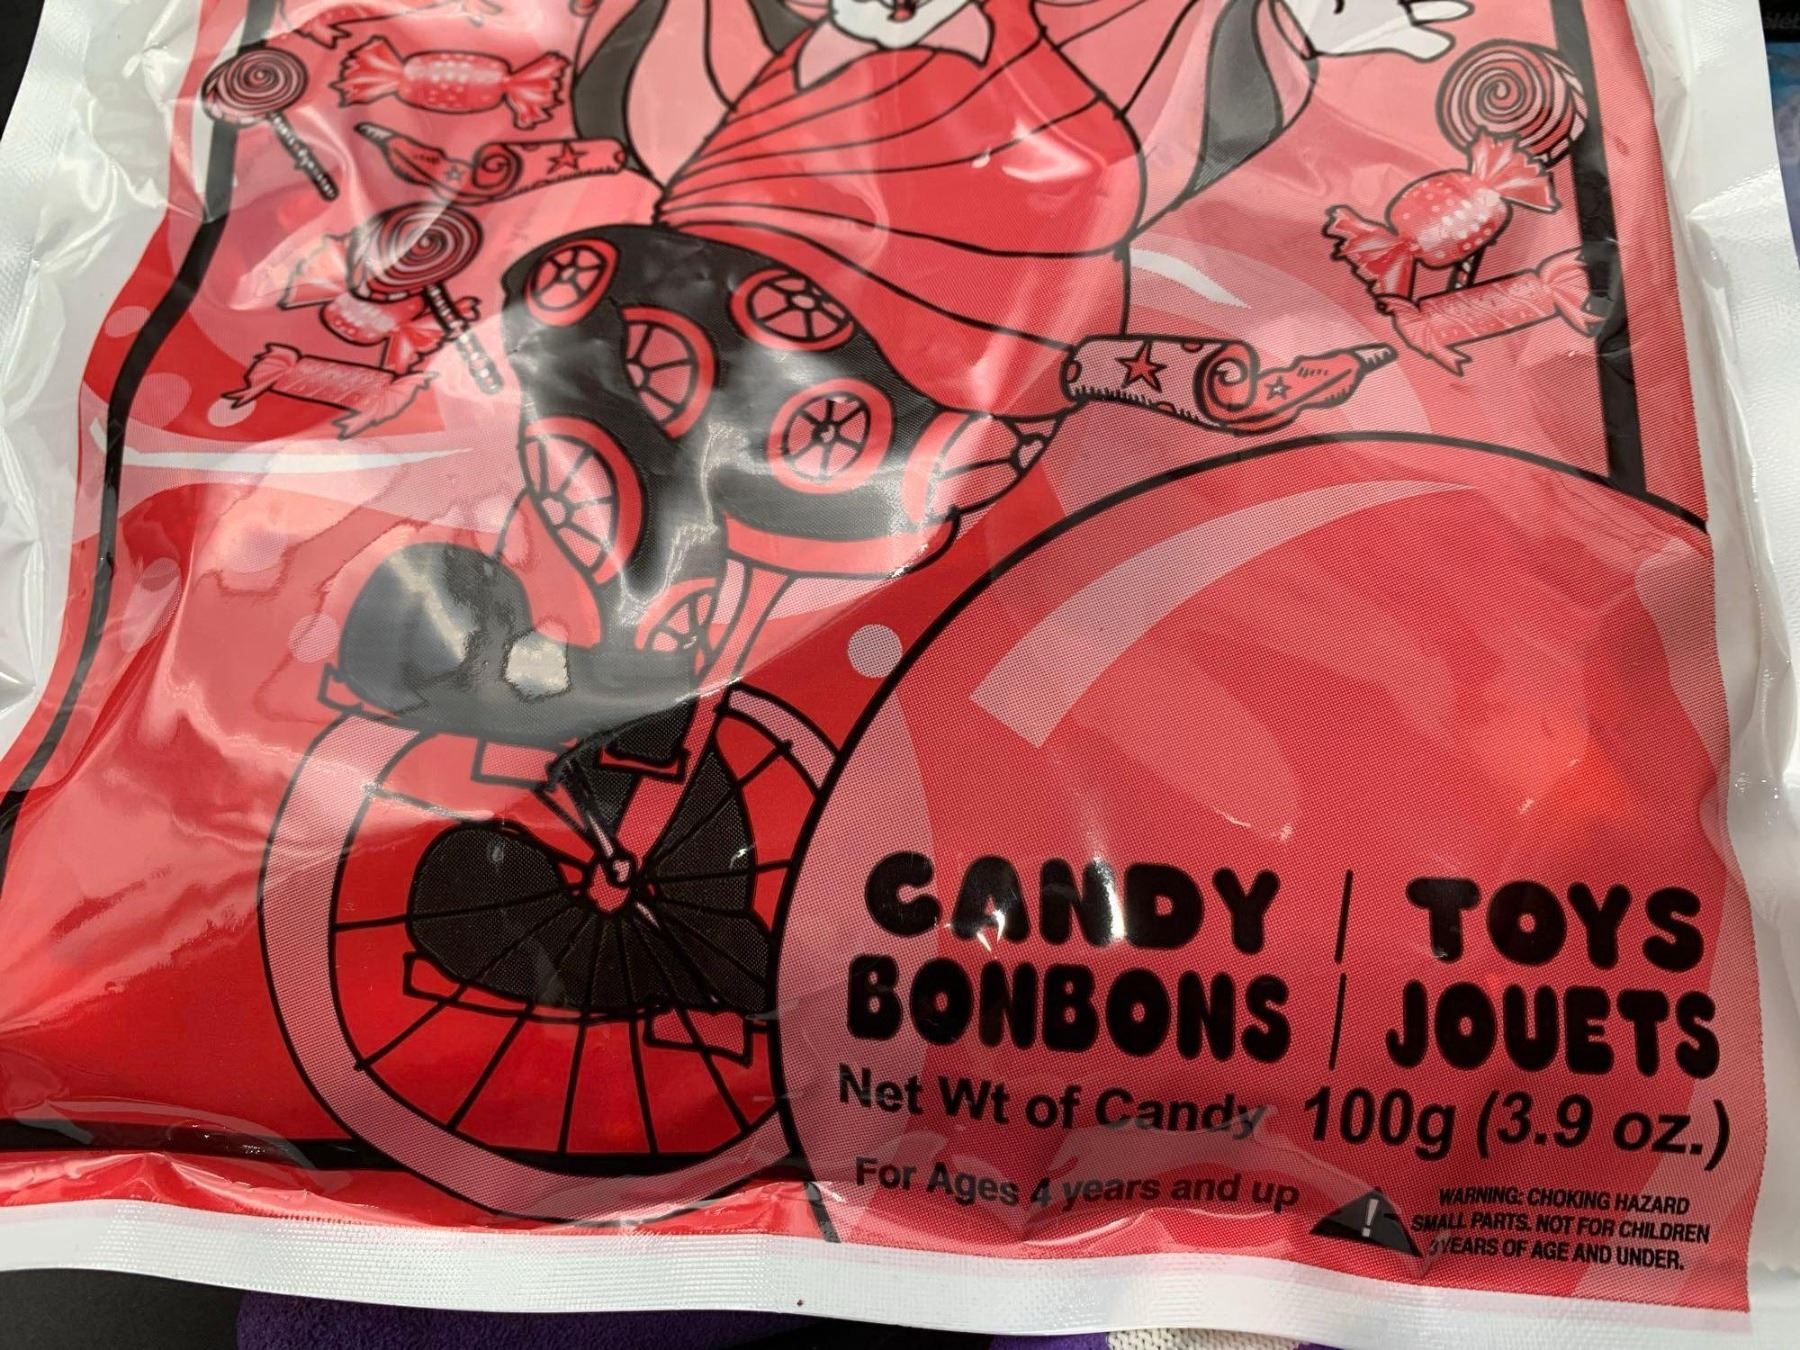 CANDY | TOYS
BONBONS | JOUETS
Net Wt of Candy 100g (3.9 oz.)
For Ages 4 years and up
WARNING: CHOKING HAZARD
SMALL PARTS. NOT FOR CHILDREN
3 YEARS OF AGE AND UNDER.